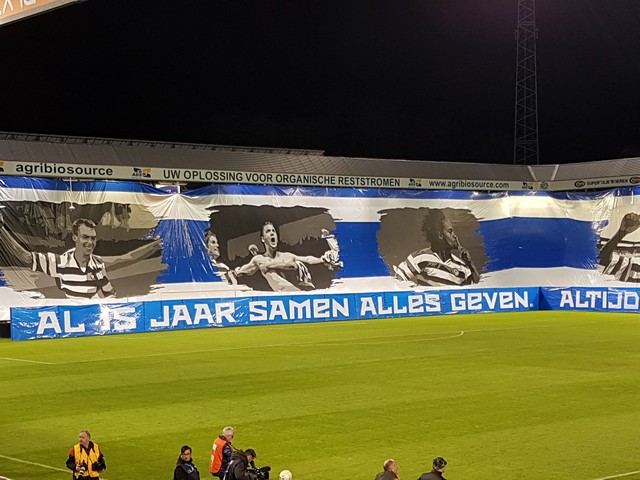 agribiosource
UW OPLOSSING VOOR ORGANISCHE RESTSTROMEN
www.agribiosource.com
AL 15 JAAR SAMEN ALLES GEVEN.
ALTIJD